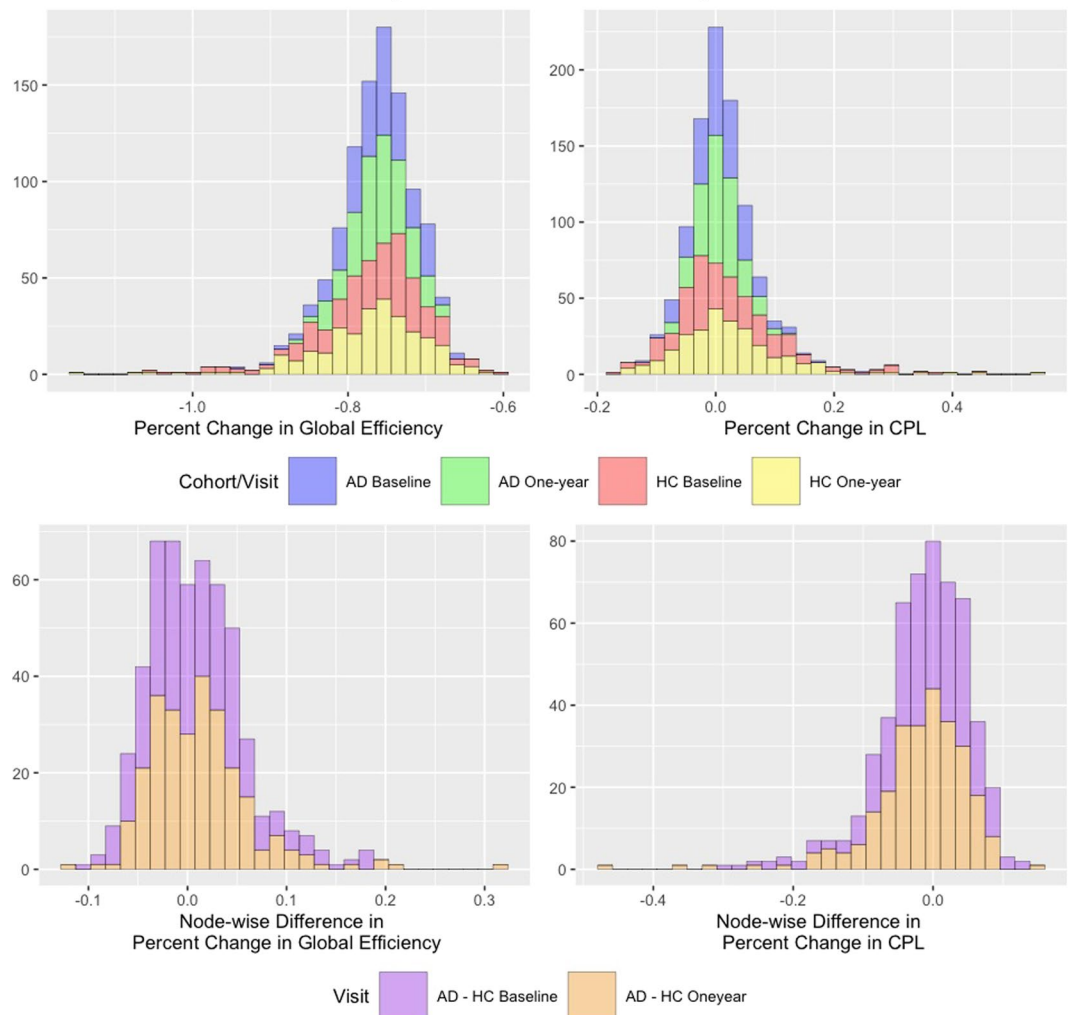 150
100
50
0
-1.0
-0.8
-0.6
Percent Change in Global Efficiency
200
150
100
50
0
-0.2
0.0
0.2
0.4
Percent Change in CPL
Cohort/Visit
AD Baseline
AD One-year
HC Baseline
HC One-year
60
40
20
0
-0.1
0.0
0.1
0.2
0.3
Node-wise Difference in
Percent Change in Global Efficiency
80
60
40
20
0
-0.4
-0.2
0.0
Node-wise Difference in
Percent Change in CPL
Visit
AD - HC Baseline
AD - HC Oneyear